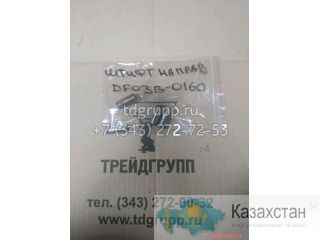 ШТИФТ НАПРАВ
DF03B-0160
tdgrupp.ru
+7 (343) 272-72-53
ТРЕЙДГРУПП
тел. (343) 272-00-32
www.tdgrupp.ru
Казахстан